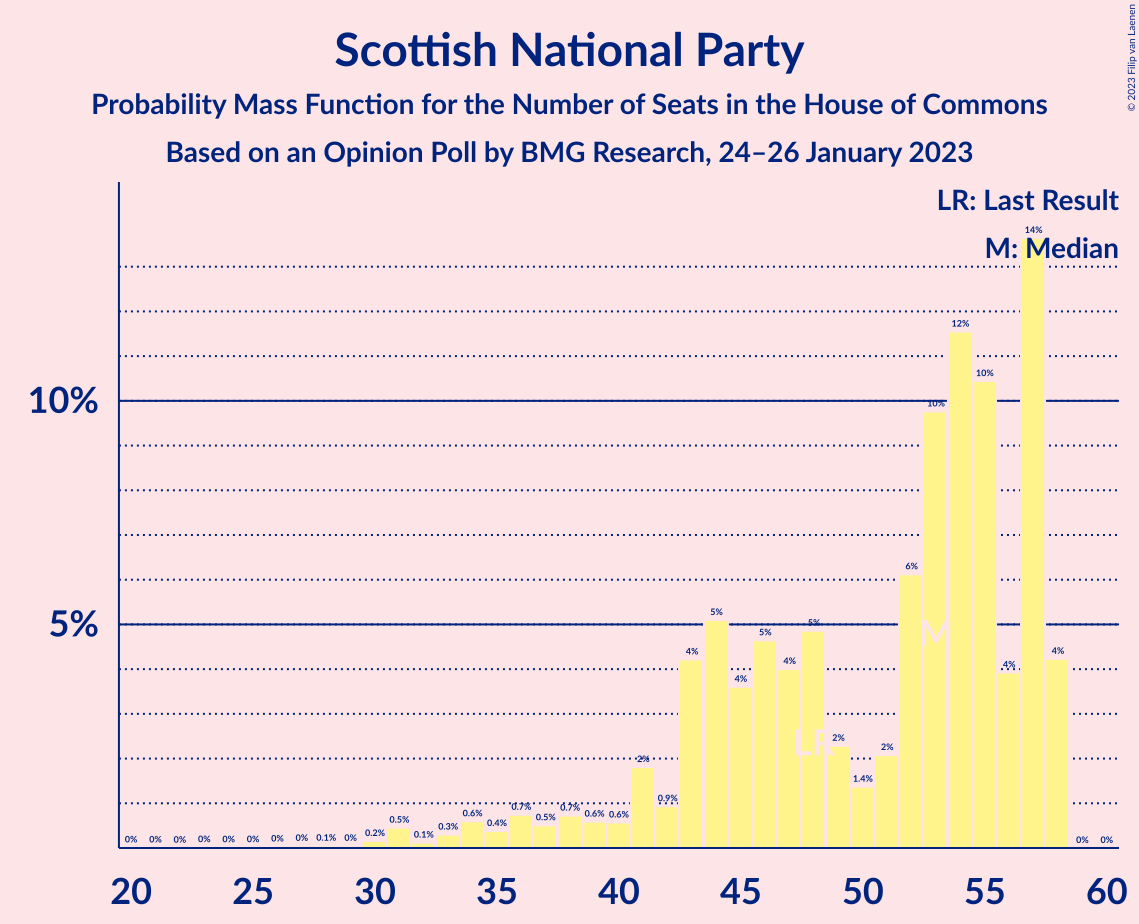 Scottish National Party
Probability Mass Function for the Number of Seats in the House of Commons
Based on an Opinion Poll by BMG Research, 24–26 January 2023
© 2023 Filip van Laenen
LR: Last Result
M: Median
10%
5%
0% 0% 0% 0% 0% 0% 0% 0% 0.1% 0% 0.2% 0.5% 0.1% 0.3% 0.6% 0.4% 0.7% 0.5% 0.7% 0.6% 0.6% 2% 0.9% 4% 5% 4% 5% 4% 5% 2% 1.4% 2% 6% 10% 12% 10% 4% 14% 4% 0% 0%
M
LR
20 25 30 35 40 45 50 55 60